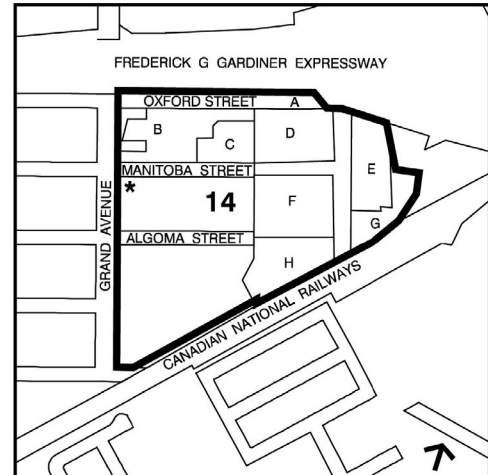 FREDERICK G GARDINER EXPRESSWAY
OXFORD STREET A
B
C
D
E
MANITOBA STREET
*
14
F
G
GRAND AVENUE
ALGOMA STREET
H
CANADIAN NATIONAL RAILWAYS